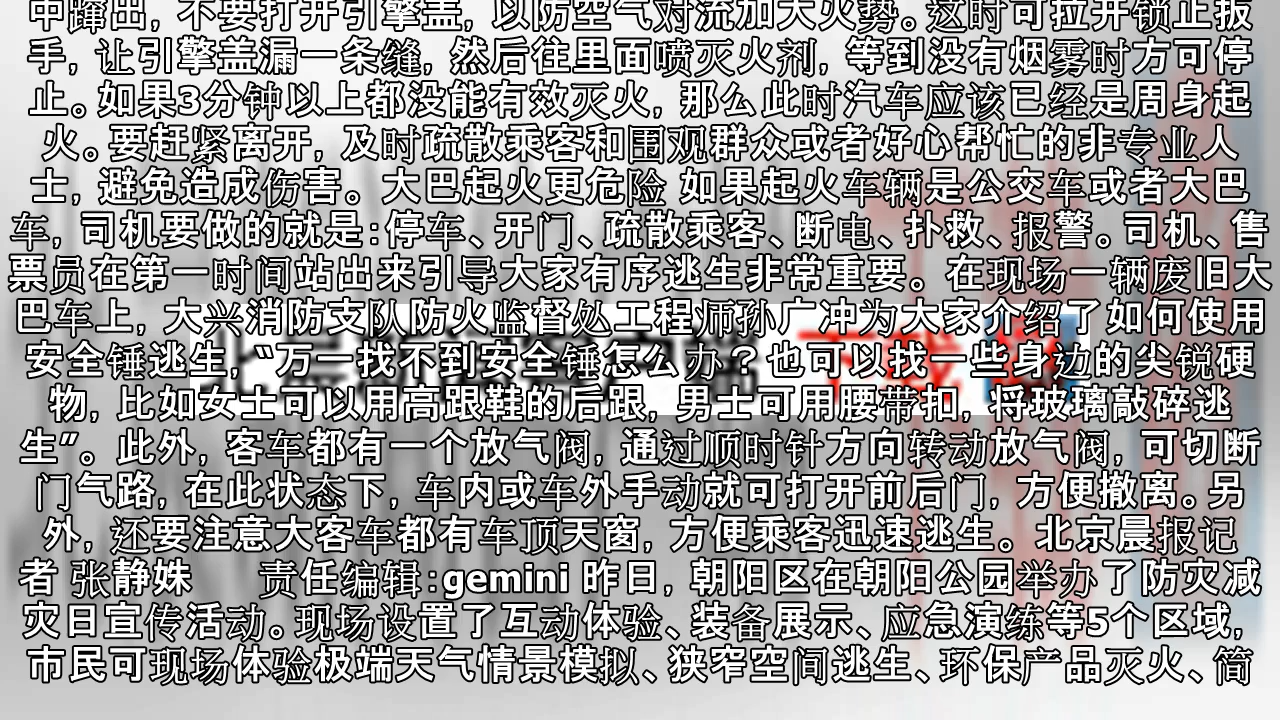 中蹿出, 不要打开引擎盖, 以防空气对流加大火势。这时可拉开锁止扳
手, 让引擎盖漏一条缝, 然后往里面喷灭火剂, 等到没有烟雾时方可停
止。如果3分钟以上都没能有效灭火, 那么此时汽车应该已经是周身起
火。要赶紧离开, 及时疏散乘客和围观群众或者好心帮忙的非专业人
士, 避免造成伤害。大巴起火更危险 如果起火车辆是公交车或者大巴
车, 司机要做的就是:停车、开门、疏散乘客、断电、扑救、报警。司机、售
票员在第一时间站出来引导大家有序逃生非常重要。在现场一辆废旧大
巴车上, 大兴消防支队防火监督处工程师孙广冲为大家介绍了如何使用
安全锤逃生, “万一找不到安全锤怎么办？也可以找一些身边的尖锐硬
物, 比如女士可以用高跟鞋的后跟, 男士可用腰带扣, 将玻璃敲碎逃
生”。此外, 客车都有一个放气阀, 通过顺时针方向转动放气阀, 可切断
门气路, 在此状态下, 车内或车外手动就可打开前后门, 方便撤离。另
外, 还要注意大客车都有车顶天窗, 方便乘客迅速逃生。北京晨报记
者 张静姝　　责任编辑:gemini 昨日, 朝阳区在朝阳公园举办了防灾减
灾日宣传活动。现场设置了互动体验、装备展示、应急演练等5个区域,
市民可现场体验极端天气情景模拟、狭窄空间逃生、环保产品灭火、简